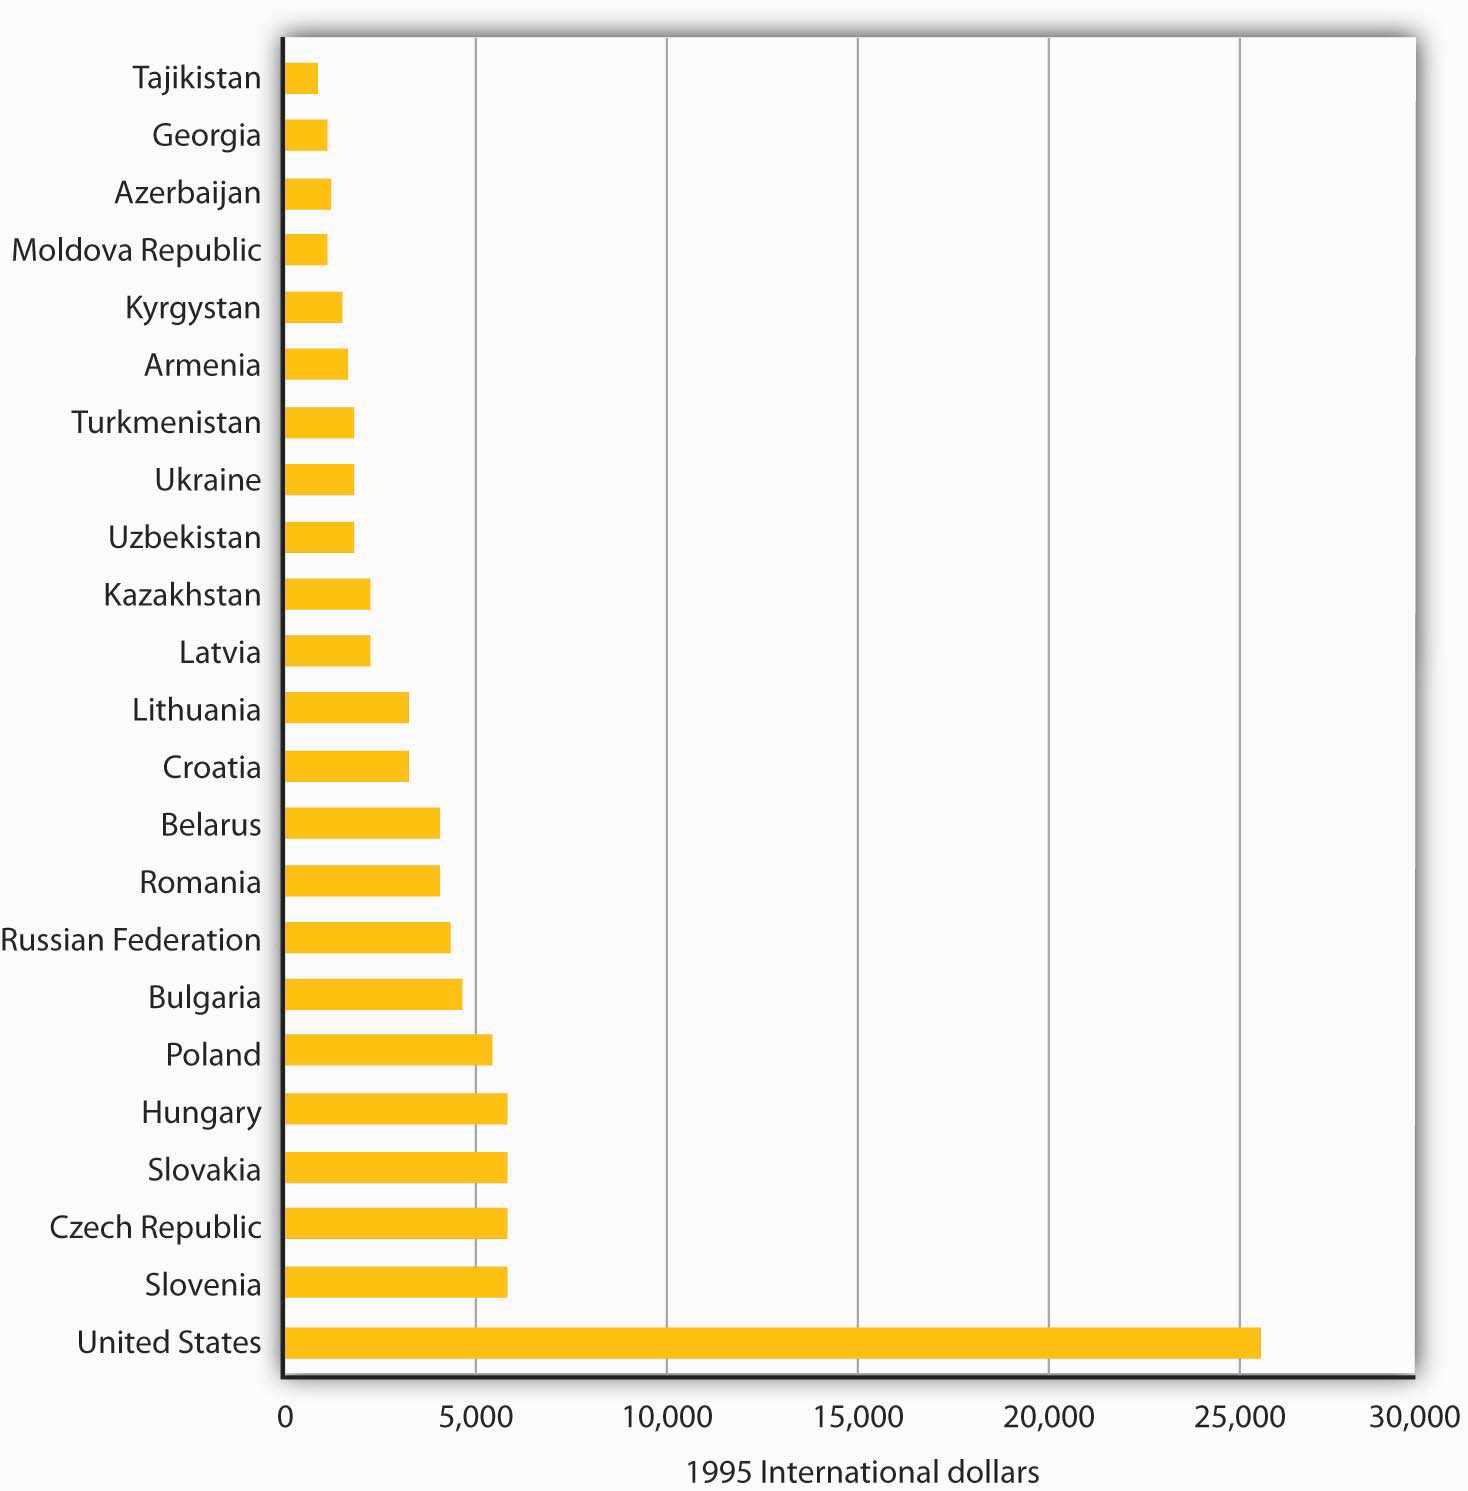 Tajikistan
Georgia
Azerbaijan
Moldova Republic
Kyrgystan
Armenia
Turkmenistan
Ukraine
Uzbekistan
Kazakhstan
Latvia
Lithuania
Croatia
Belarus
Romania
Russian Federation
Bulgaria
Poland
Hungary
Slovakia
Czech Republic
Slovenia
United States
0 5,000 10,000 15,000 20,000 25,000 30,000
1995 International dollars